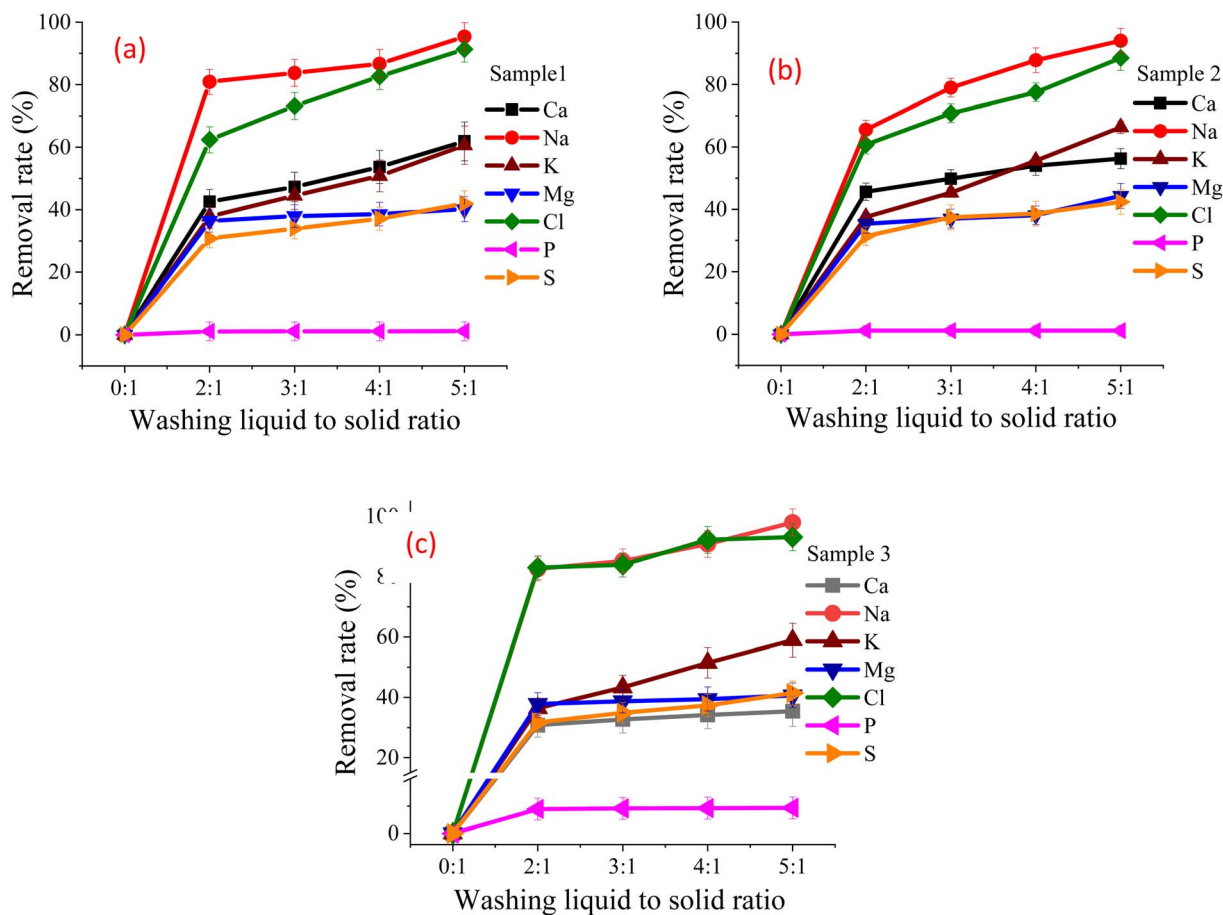 (a)
Removal rate (%)
100
80
60
40
20
0
0:1 2:1 3:1 4:1 5:1
Washing liquid to solid ratio
Sample1
Ca
Na
K
Mg
Cl
P
S
(b)
Removal rate (%)
100
80
60
40
20
0
0:1 2:1 3:1 4:1 5:1
Washing liquid to solid ratio
Sample 2
Ca
Na
K
Mg
Cl
P
S
(c)
Removal rate (%)
60
40
20
0
0:1 2:1 3:1 4:1 5:1
Washing liquid to solid ratio
Sample 3
Ca
Na
K
Mg
Cl
P
S